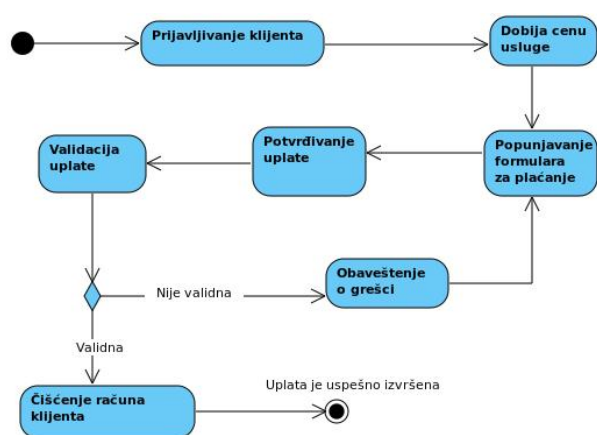 Prijavljivanje klijenta
Dobija cenu
usluge
Validacija
uplate
Potvrđivanje
uplate
Popunjavanje
formulara
za plaćanje
Nije validna
Obaveštenje
o grešci
Validna
Čišćenje računa
klijenta
Uplata je uspešno izvršena